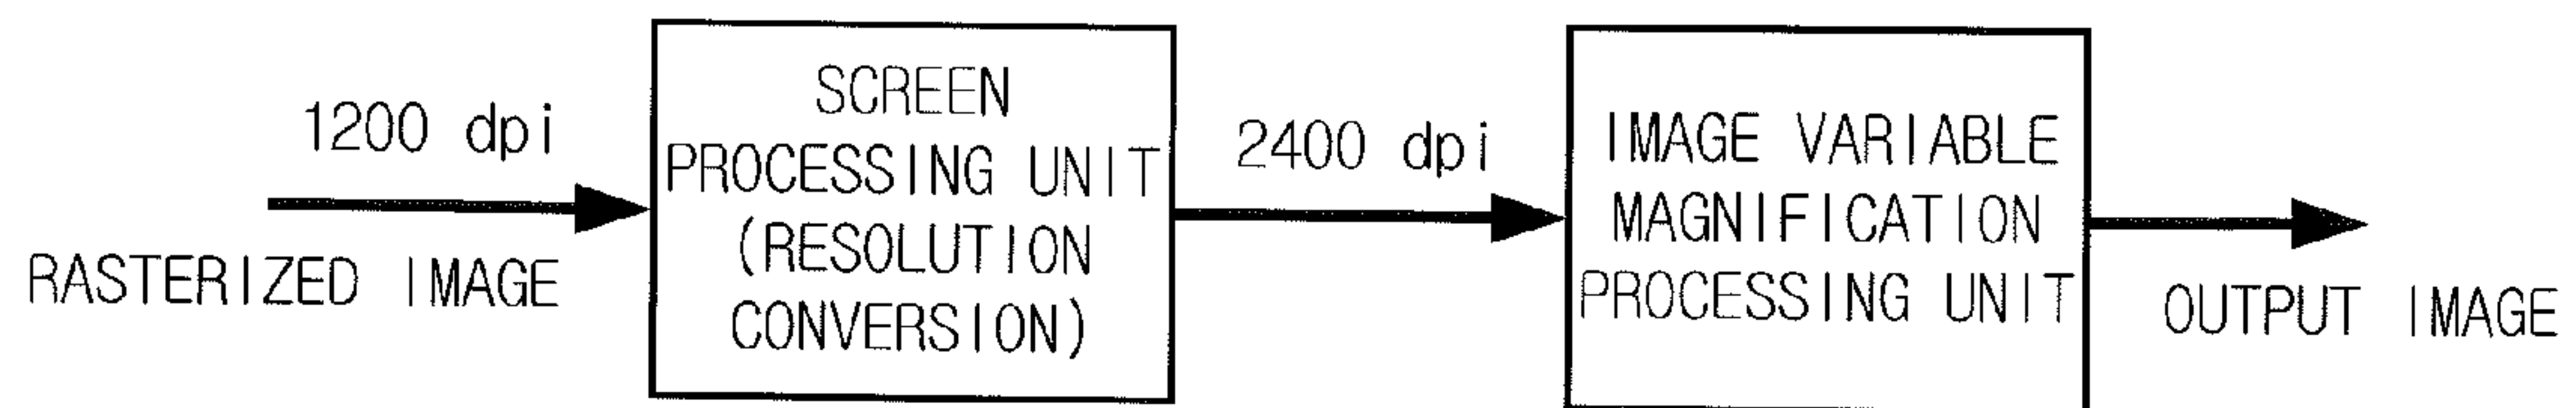 1200 dpi
RASTERIZED IMAGE
SCREEN
PROCESSING UNIT
(RESOLUTION
CONVERSION)
2400 dpi
IMAGE VARIABLE
MAGNIFICATION
PROCESSING UNIT
OUTPUT IMAGE